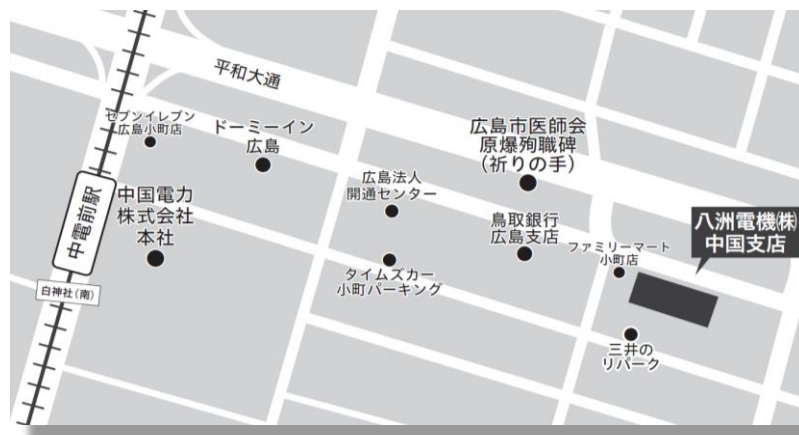 平和大通
セブンイレブン
広島小町店
ドーミーイン
広島
広島市医師会
原爆殉職碑
(祈りの手)
広島法人
開通センター
中国電力
株式会社
本社
中電前駅
鳥取銀行
広島支店
八洲電機㈱
中国支店
ファミリーマート
小町店
タイムズカー
小町パーキング
白神社(南)
三井の
リパーク